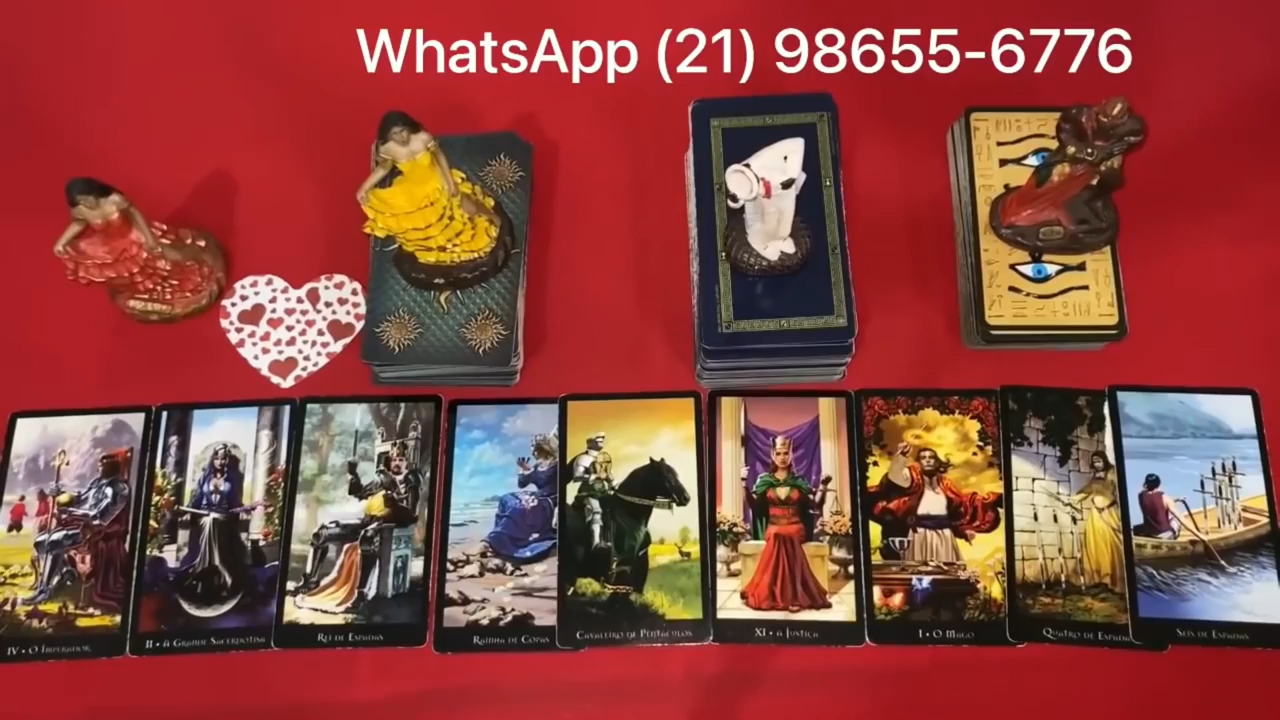 WhatsApp (21) 98655-6776
IV • O Imperador
II • A Grande Sacerdotisa
Rei de Espadas
Rainha de Copas
Cavaleiro de Pentáculos
XI • A Justiça
I • O Mago
Quatro de Espadas
Seis de Espadas